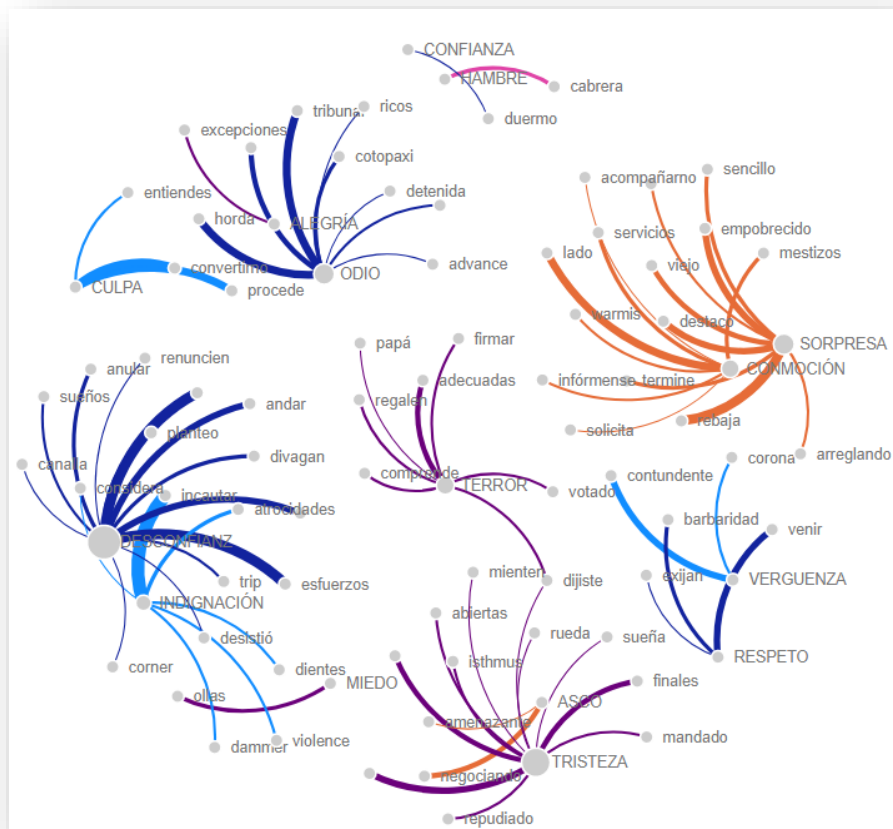 CONFIANZA
HAMBRE
cabrera
tribuna.
ricos
duermo
excepciones
cotopaxi
sencillo
acompañarno
entiendes
detenida
horda
ALEGRÍA
servicios
empobrecido
lado
viejo
mestizos
convertimo
ODIO
advance
CULPA
procede
warmis
destaco
SORPRESA
papá
firmar
CONMOCIÓN
renuncien
anular
adecuadas
infórmense
termine
sueños
regalen
andar
rebaja
planteo
solicita
divagan
corona
arreglando
canalla
comprende
contundente
considera
incautar
TERROR
votado
atrocidades
barbaridad
venir
DESCONFIANZ
mienten
dijiste
exijan
VERGUENZA
trip
esfuerzos
INDIGNACIÓN
abiertas
rueda
sueña
desistió
RESPETO
corner
dientes
isthmus
MIEDO
finales
ollas
ASCO
amenazante
mandado
dammer
violence
TRISTEZA
negociando
repudiado